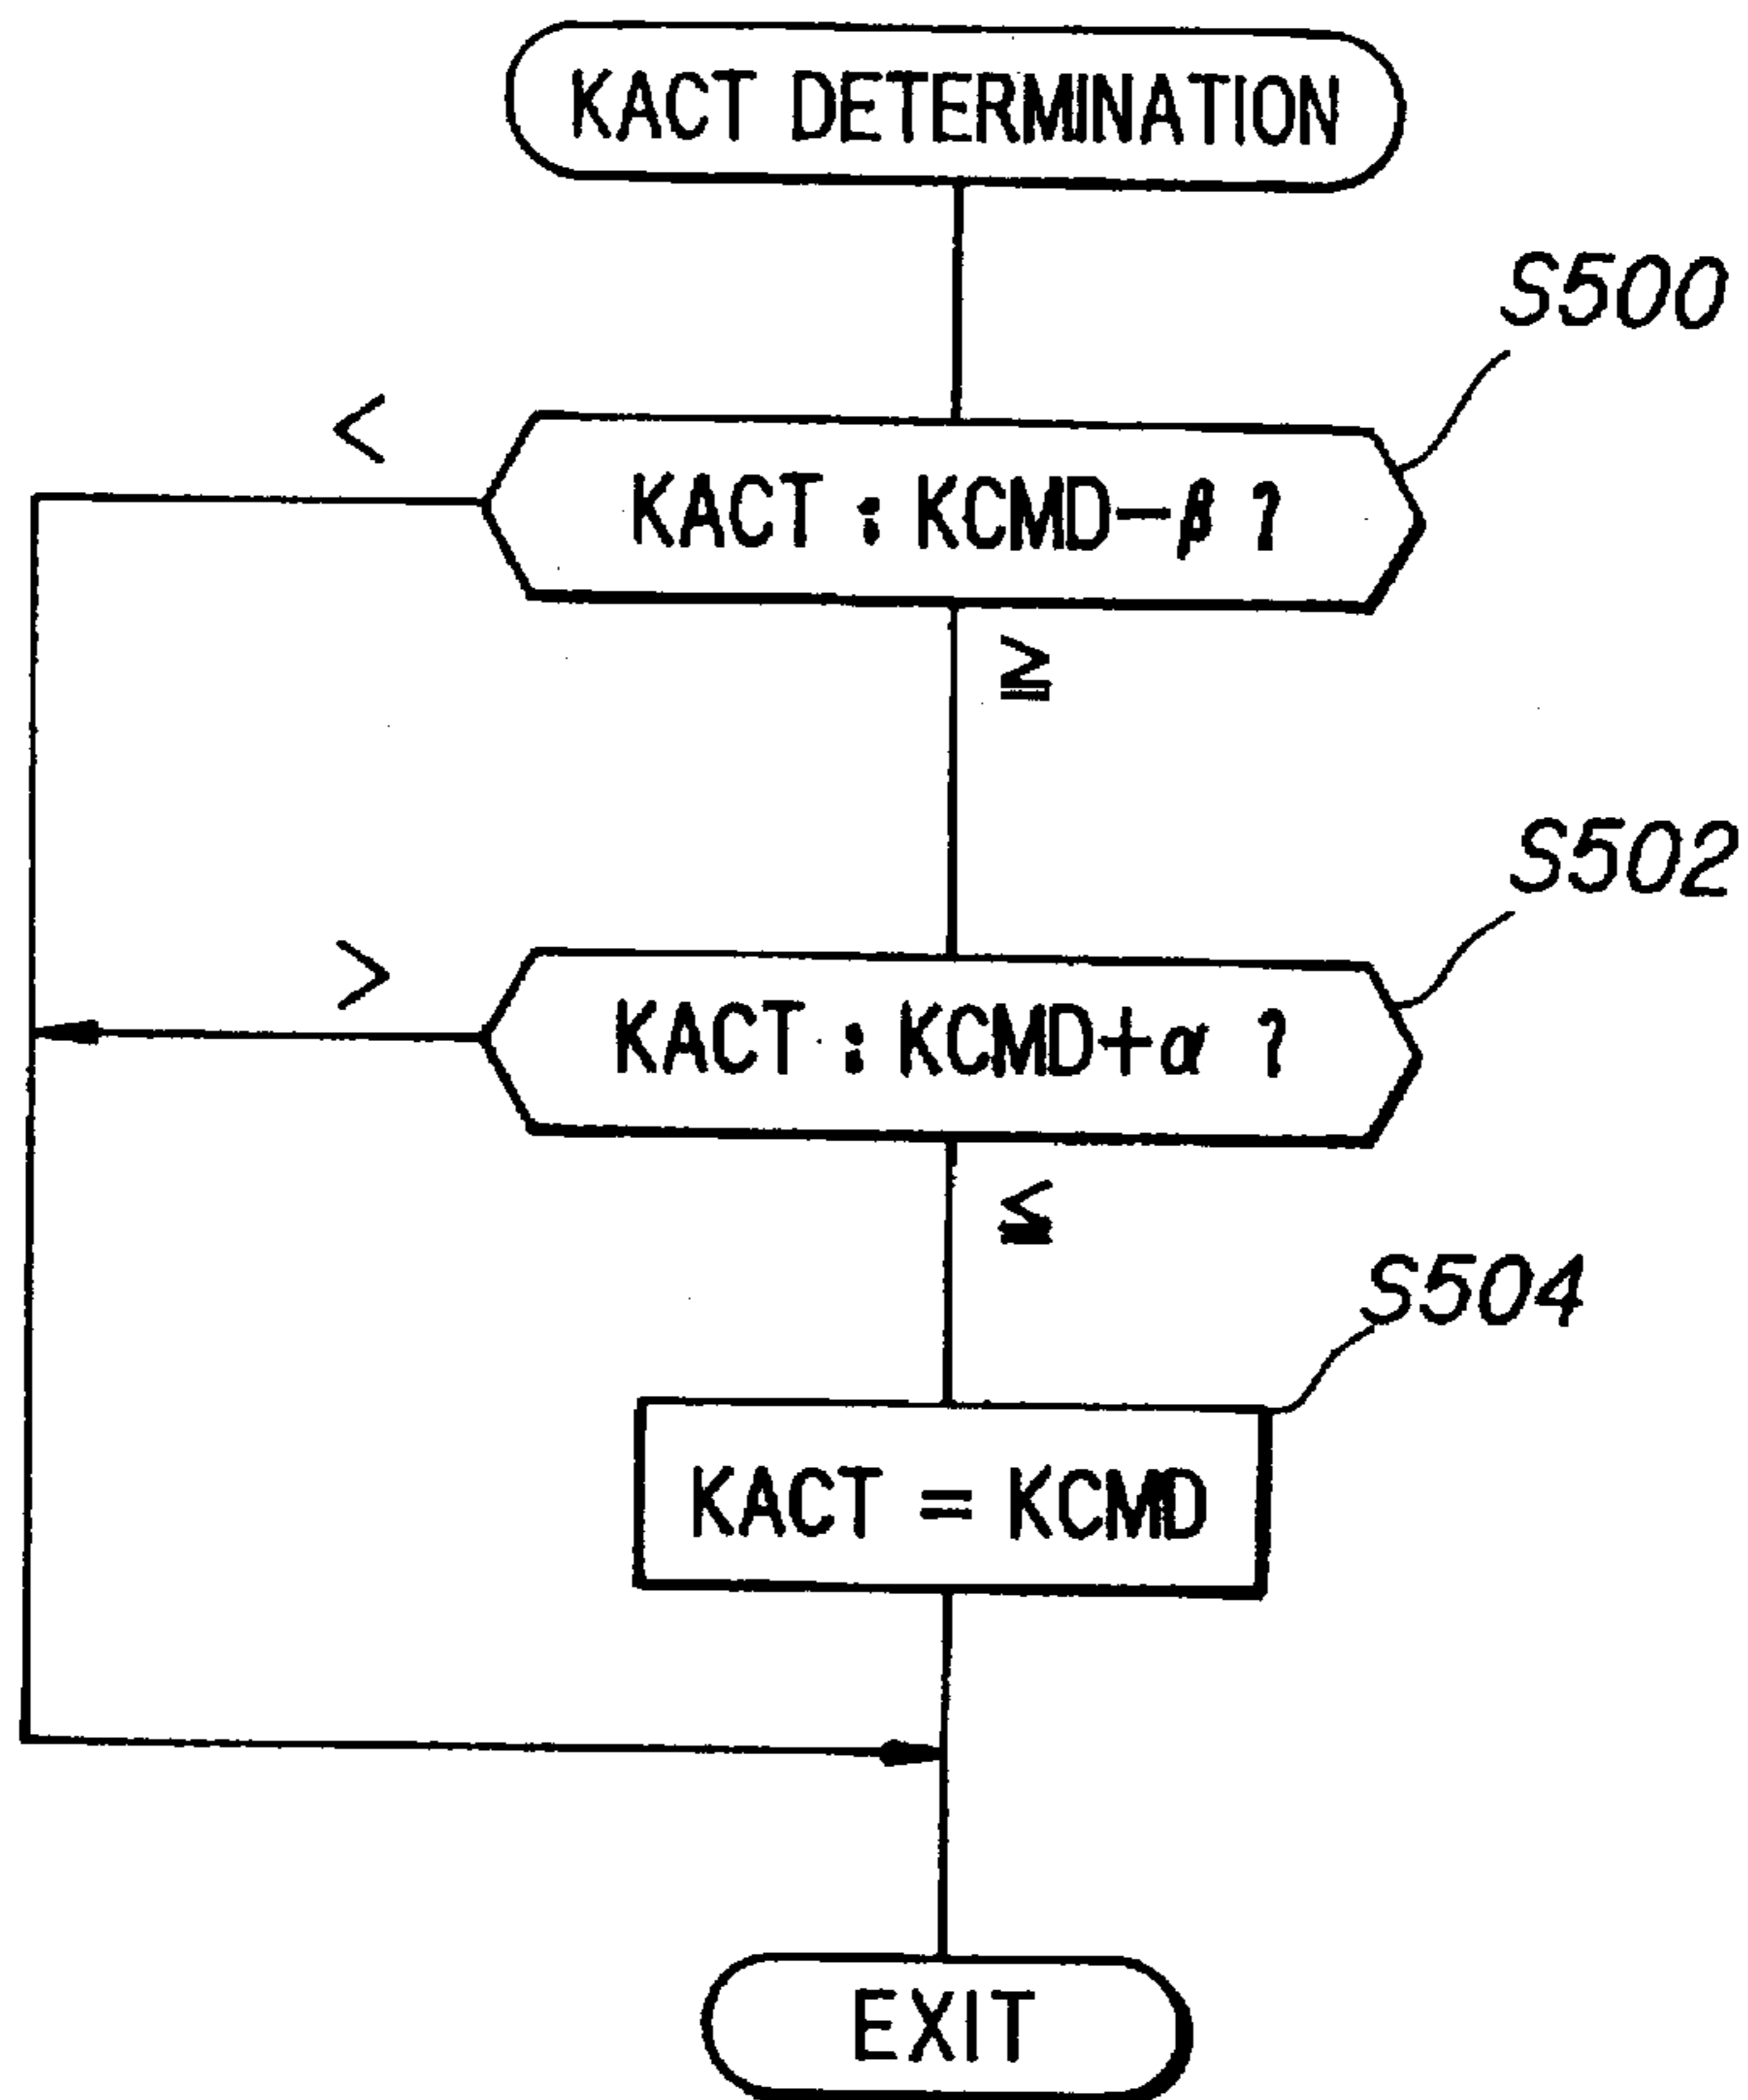 KACT DETERMINATION
S500
<
KACT : KCMD−β ?
≧
S502
>
KACT : KCMD+α ?
≦
S504
KACT = KCMD
EXIT